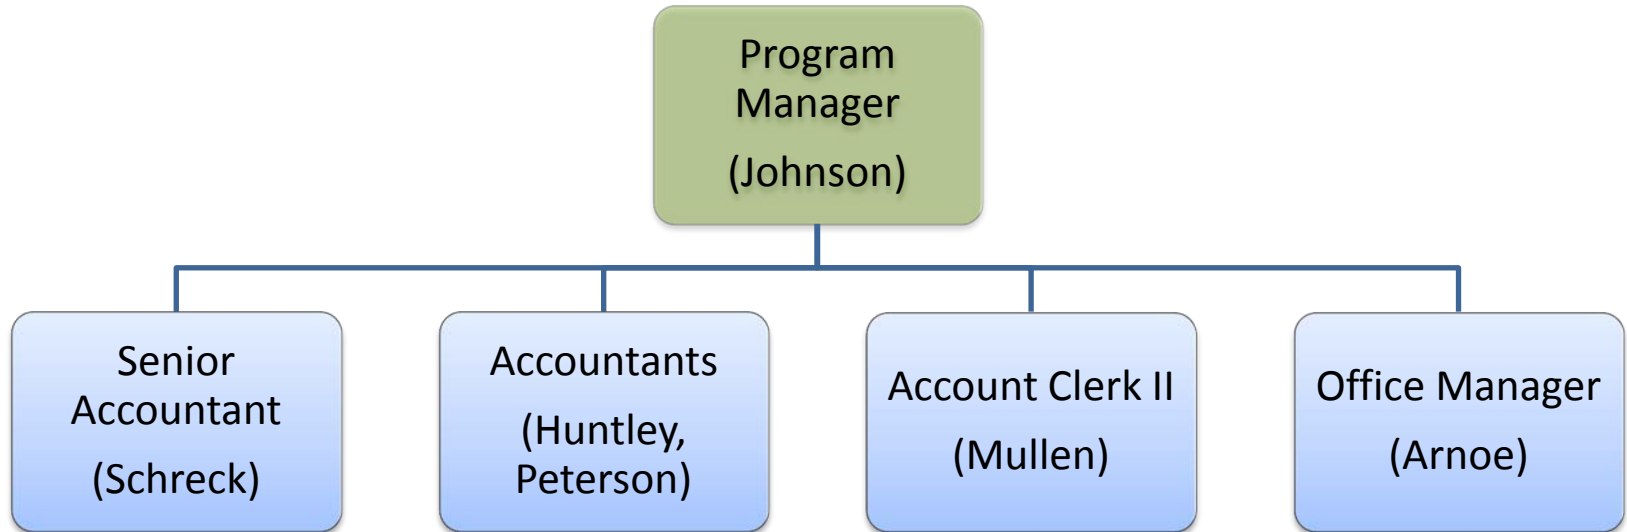 Program
Manager
(Johnson)
Senior
Accountant
(Schreck)
Accountants
(Huntley,
Peterson)
Account Clerk II
(Mullen)
Office Manager
(Arnoe)